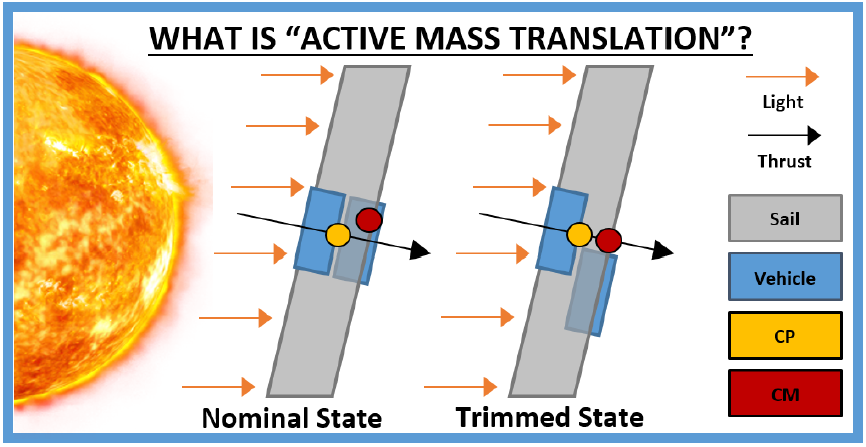 WHAT IS “ACTIVE MASS TRANSLATION”?
Light
Thrust
Sail
Vehicle
CP
CM
Nominal State
Trimmed State